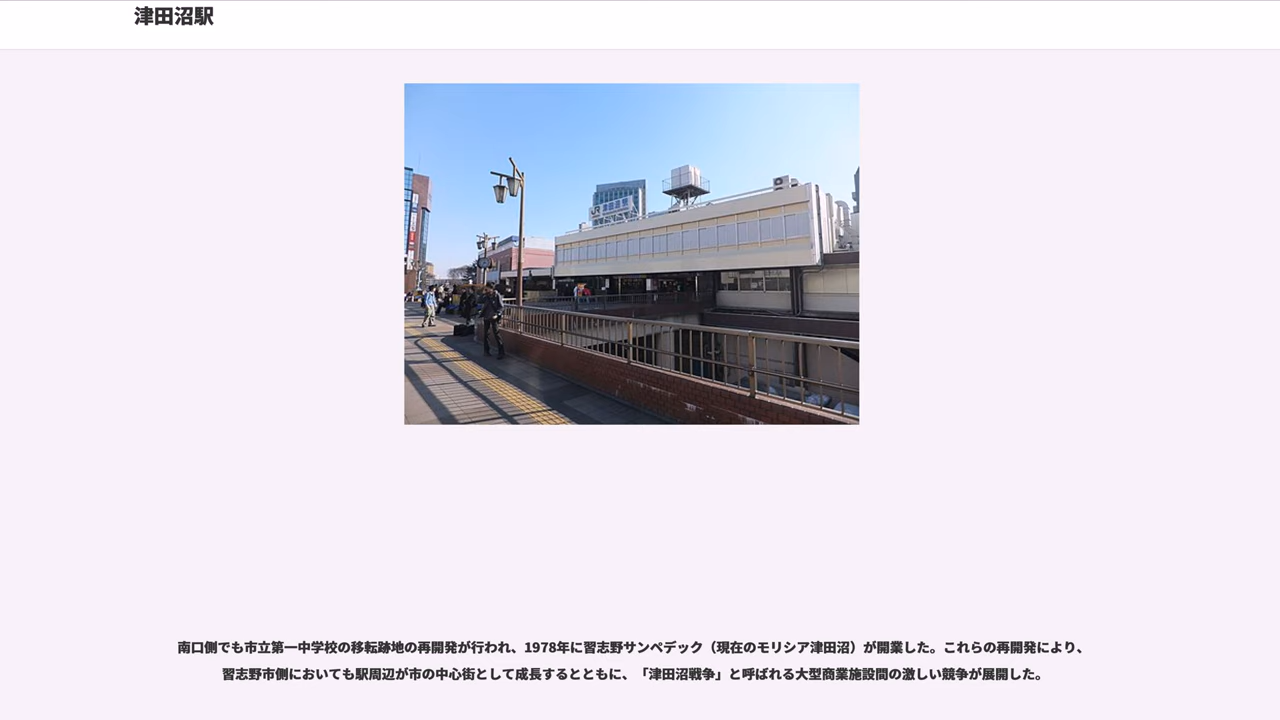 津田沼駅
JR 津田沼駅
南口側でも市立第一中学校の移転跡地の再開発が行われ、1978年に習志野サンペデック（現在のモリシア津田沼）が開業した。これらの再開発により、
習志野市側においても駅周辺が市の中心街として成長するとともに、「津田沼戦争」と呼ばれる大型商業施設間の激しい競争が展開した。